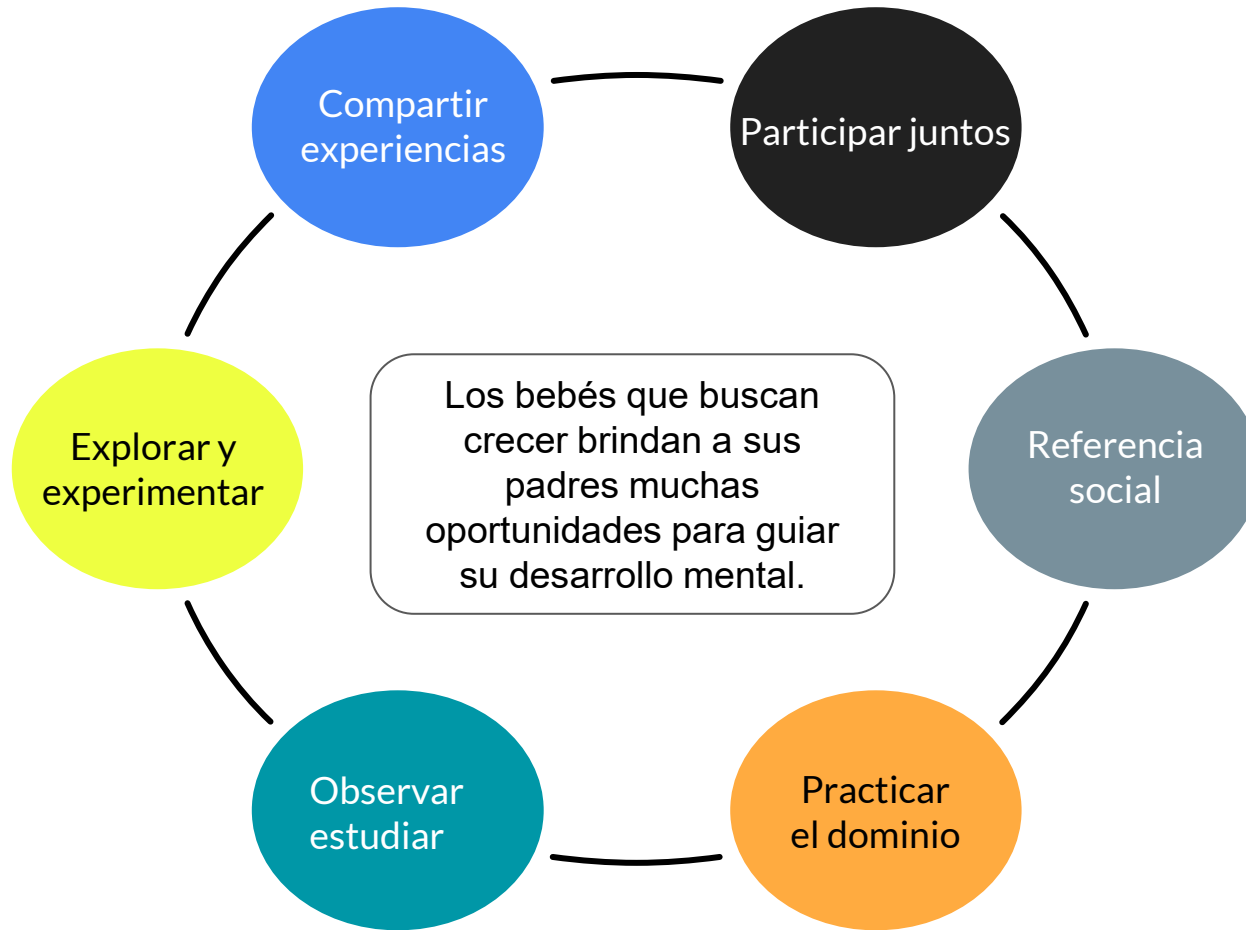 Compartir
experiencias
Participar juntos
Explorar y
experimentar
Los bebés que buscan
crecer brindan a sus
padres muchas
oportunidades para guiar
su desarrollo mental.
Referencia
social
Observar
estudiar
Practicar
el dominio